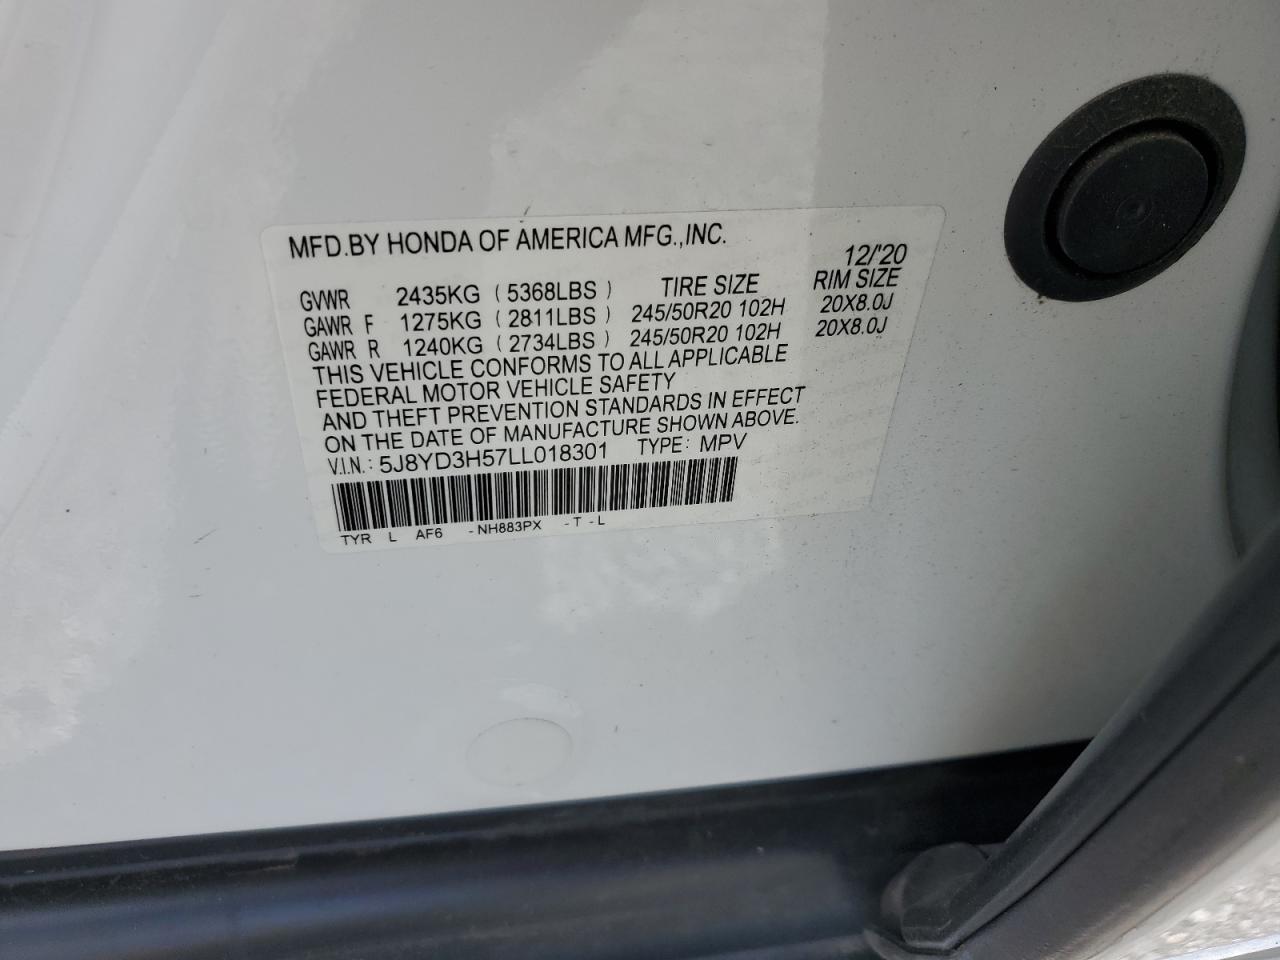 MFD.BY HONDA OF AMERICA MFG.,INC.
12/'20
GVWR 2435KG ( 5368LBS ) TIRE SIZE RIM SIZE
GAWR F 1275KG ( 2811LBS ) 245/50R20 102H 20X8.0J
GAWR R 1240KG ( 2734LBS ) 245/50R20 102H 20X8.0J
THIS VEHICLE CONFORMS TO ALL APPLICABLE
FEDERAL MOTOR VEHICLE SAFETY
AND THEFT PREVENTION STANDARDS IN EFFECT
ON THE DATE OF MANUFACTURE SHOWN ABOVE.
V.I.N.: 5J8YD3H57LL018301 TYPE: MPV
TYR L AF6 -NH883PX -T -L